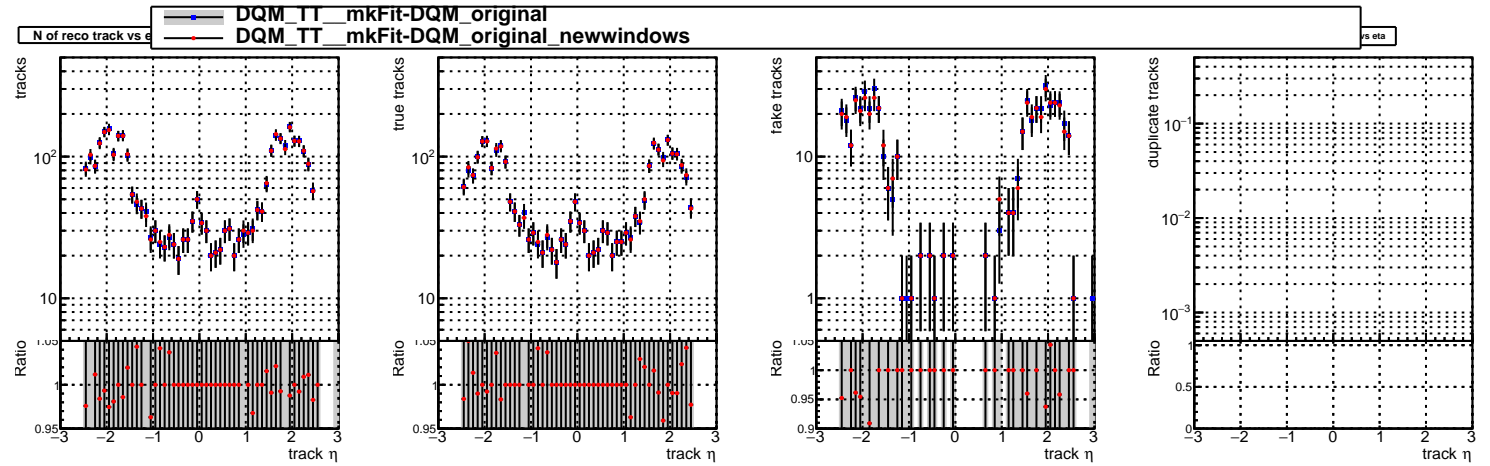 DQM_TT__mkFit-DQM_original
DQM_TT__mkFit-DQM_original_newwindows
N of reco track vs e
vs eta
tracks
10²
10
Ratio
1.05
1
0.95
−3 −2 −1 0 1 2 3
track η
true tracks
10²
10
Ratio
1.05
1
0.95
−3 −2 −1 0 1 2 3
track η
fake tracks
10
1
Ratio
1.05
1
0.9
−3 −2 −1 0 1 2 3
track η
duplicate tracks
10⁻¹
10⁻²
10⁻³
Ratio
1
0.5
0
−3 −2 −1 0 1 2 3
track η